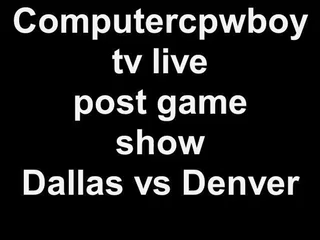 Computercpwboy
tv live
post game
show
Dallas vs Denver